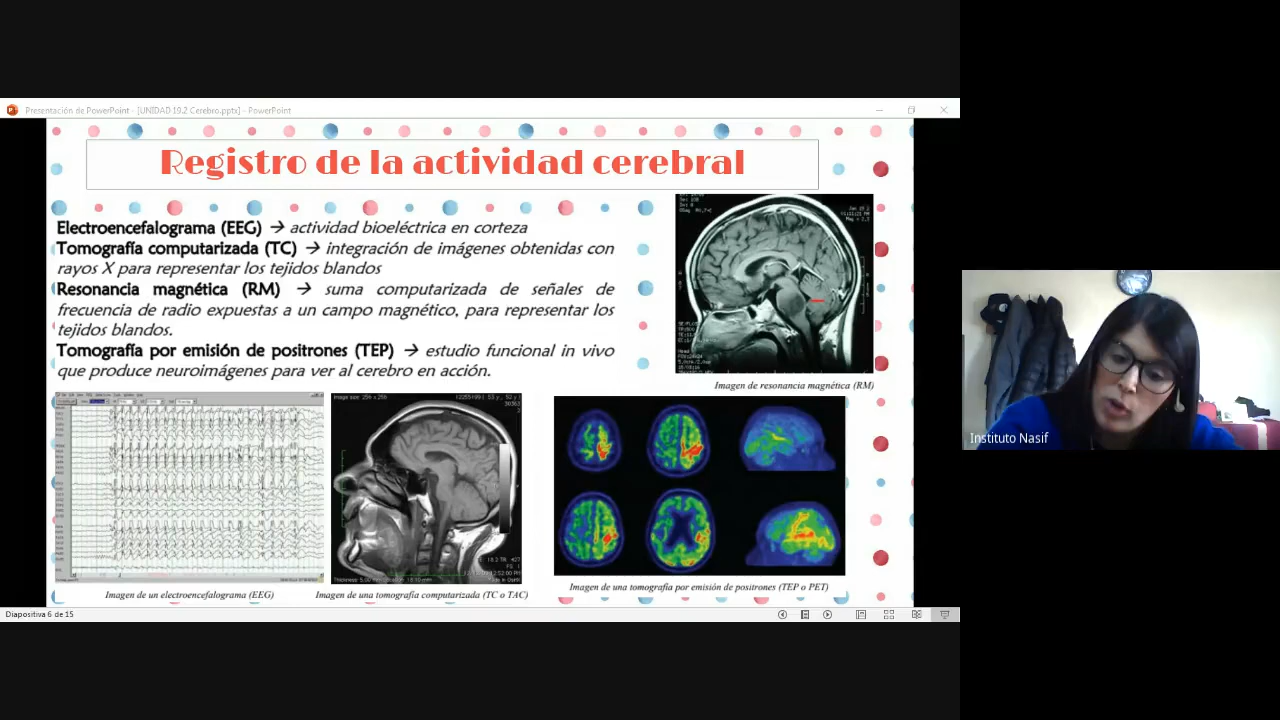 Presentación de PowerPoint - [UNIDAD 19.2 Cerebro.pptx] - PowerPoint
Registro de la actividad cerebral
Electroencefalograma (EEG) → actividad bioeléctrica en corteza
Tomografía computarizada (TC) → integración de imágenes obtenidas con
rayos X para representar los tejidos blandos
Resonancia magnética (RM) → suma computarizada de señales de
frecuencia de radio expuestas a un campo magnético, para representar los
tejidos blandos.
Tomografía por emisión de positrones (TEP) → estudio funcional in vivo
que produce neuroimágenes para ver al cerebro en acción.
Imagen de resonancia magnética (RM)
Image size: 256 x 256
Imagen de un electroencefalograma (EEG)
Imagen de una tomografía computarizada (TC o TAC)
Imagen de una tomografía por emisión de positrones (TEP o PET)
Diapositiva 6 de 15
Instituto Nasif